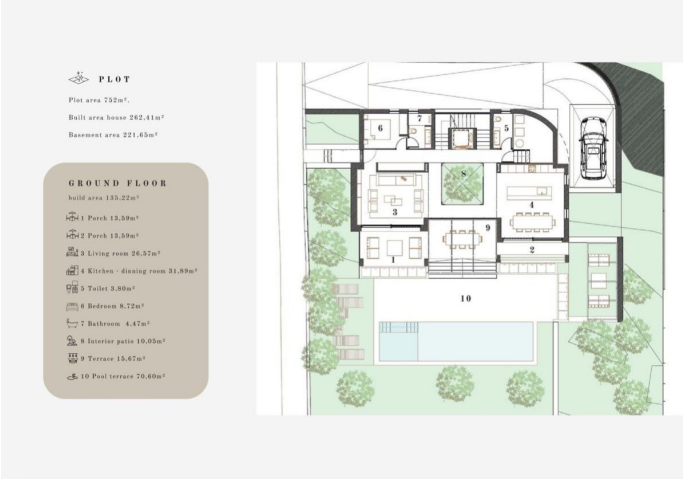 PLOT
Plot area 752m².
Built area house 262,41m²
Basement area 221,65m²
GROUND FLOOR
build area 135,22m²
1 Porch 13,59m²
2 Porch 13,59m²
3 Living room 26,57m²
4 Kitchen - dinning room 31,89m²
5 Toilet 3,80m²
6 Bedroom 8,72m²
7 Bathroom 4,47m²
8 Interior patio 10,05m²
9 Terrace 15,67m²
10 Pool terrace 70,60m²
7
6
5
8
3
4
9
2
1
10